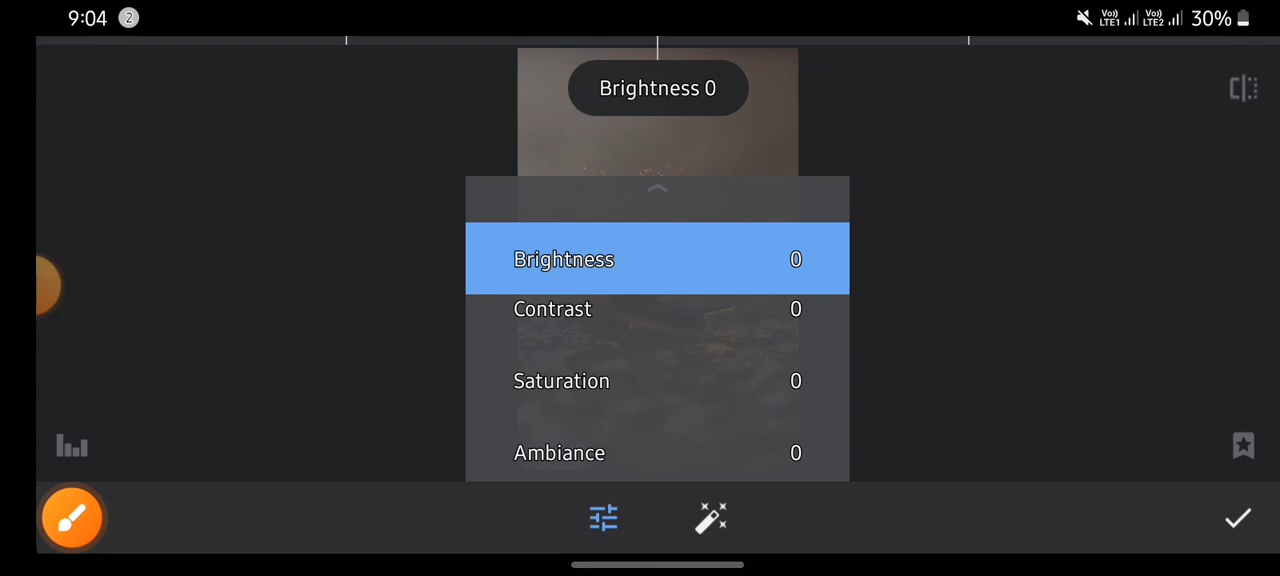 9:04 2 Vo)) LTE1 Vo)) LTE2 30%
Brightness 0
Brightness 0
Contrast 0
Saturation 0
Ambiance 0